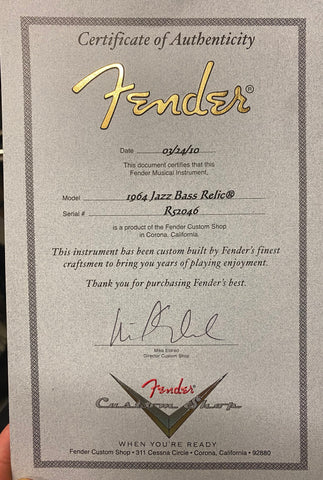 Certificate of Authenticity
Fender®
Date 03/24/10
This document certifies that this
Fender Musical Instrument,
Model 1964 Jazz Bass Relic®
Serial # R52046
is a product of the Fender Custom Shop
in Corona, California.
This instrument has been custom built by Fender's finest
craftsmen to bring you years of playing enjoyment.
Thank you for purchasing Fender's best.
Mike Eldred
Director Custom Shop
Fender
Custom Shop
WHEN YOU'RE READY
Fender Custom Shop • 311 Cessna Circle • Corona, California • 92880